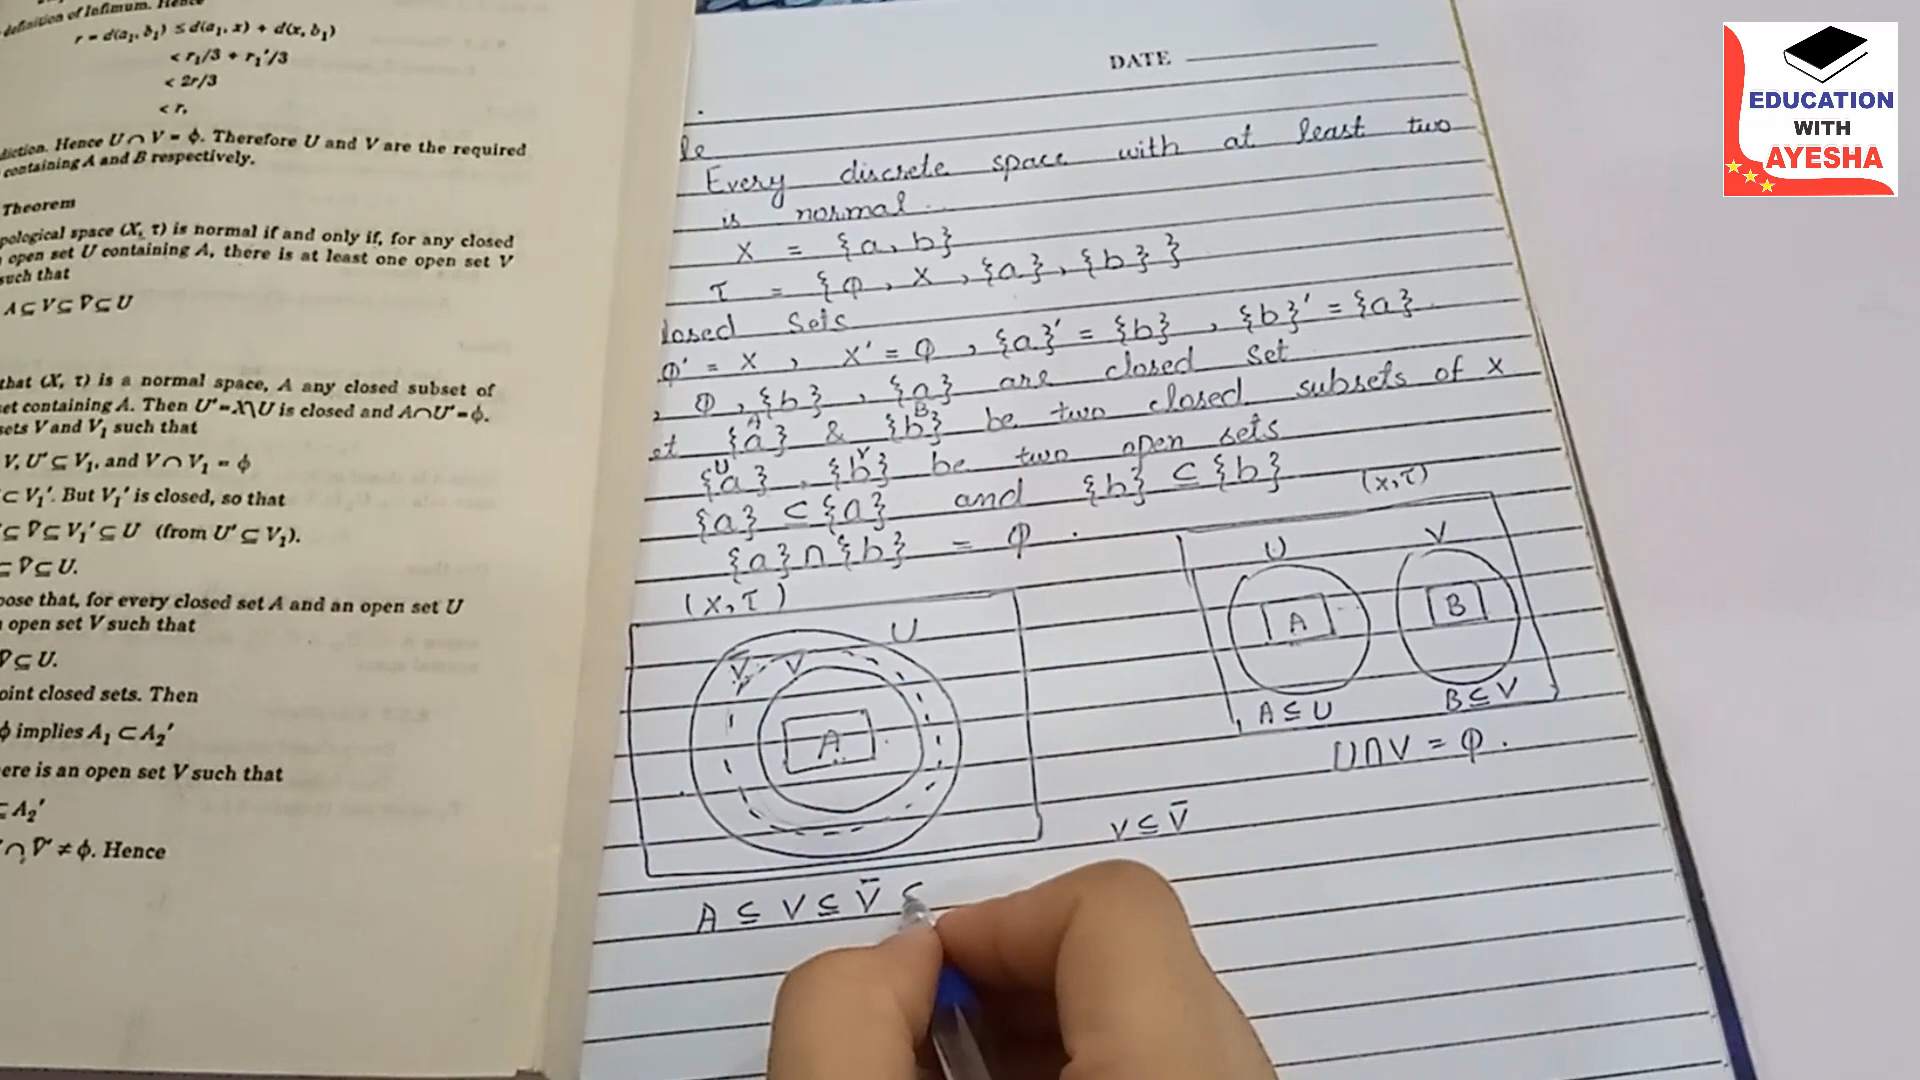 definition of Infimum. Hence
r = d(a₁, b₁) ≤ d(a₁, x) + d(x, b₁)
< r₁/3 + r₁'/3
< 2r/3
< r,
diction. Hence U ∩ V = ϕ. Therefore U and V are the required
containing A and B respectively.
Theorem
pological space (X, τ) is normal if and only if, for any closed
open set U containing A, there is at least one open set V
such that
A ⊆ V ⊆ V̄ ⊆ U
that (X, τ) is a normal space, A any closed subset of
et containing A. Then U' = X\U is closed and A∩U' = ϕ.
sets V and V₁ such that
V, U' ⊆ V₁, and V ∩ V₁ = ϕ
⊂ V₁'. But V₁' is closed, so that
⊆ V̄ ⊆ V₁' ⊆ U (from U' ⊆ V₁).
⊆ V̄ ⊆ U.
pose that, for every closed set A and an open set U
open set V such that
V̄ ⊆ U.
oint closed sets. Then
ϕ implies A₁ ⊂ A₂'
ere is an open set V such that
⊆ A₂'
∩ V̄' ≠ ϕ. Hence
DATE
le
Every discrete space with at least two
is normal.
X = {a, b}
τ = {φ, X, {a}, {b}}
losed Sets
φ' = X, X' = φ, {a}' = {b}, {b}' = {a}.
, φ, {b}, {a} are closed set
et {a} & {b} be two closed subsets of X
A B
{a}, {b} be two open sets
U V
{a} ⊆ {a} and {b} ⊆ {b}
{a} ∩ {b} = φ.
(X, τ)
U
V̄ V
A
(X, τ)
U V
A B
A ⊆ U B ⊆ V
U∩V = φ.
V ⊆ V̄
A ⊆ V ⊆ V̄ ⊆
EDUCATION
WITH
AYESHA